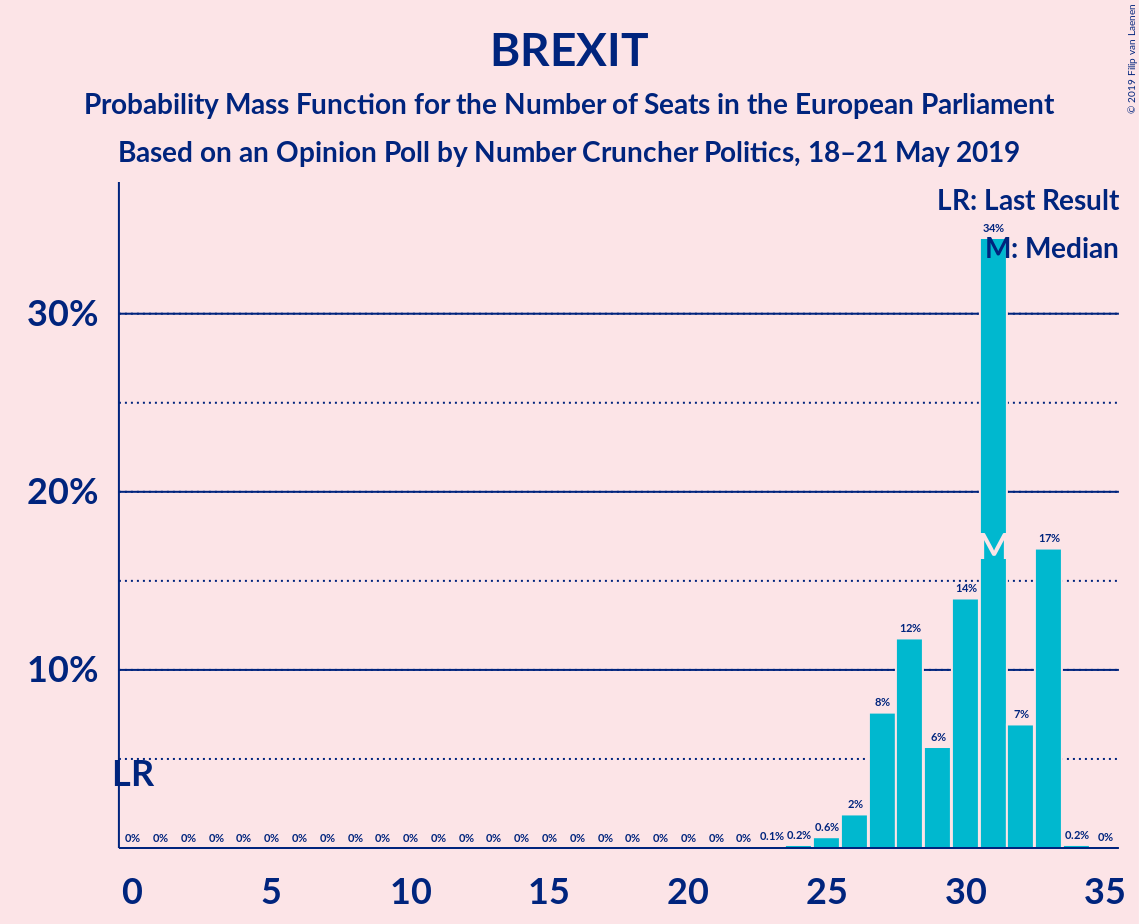 BREXIT
Probability Mass Function for the Number of Seats in the European Parliament
Based on an Opinion Poll by Number Cruncher Politics, 18–21 May 2019
© 2019 Filip van Laenen
LR: Last Result
M: Median
34%
30%
20%
M
17%
14%
12%
10%
8%
7%
6%
LR
2%
0% 0% 0% 0% 0% 0% 0% 0% 0% 0% 0% 0% 0% 0% 0% 0% 0% 0% 0% 0% 0% 0% 0% 0.1% 0.2% 0.6% 0.2% 0%
0 5 10 15 20 25 30 35